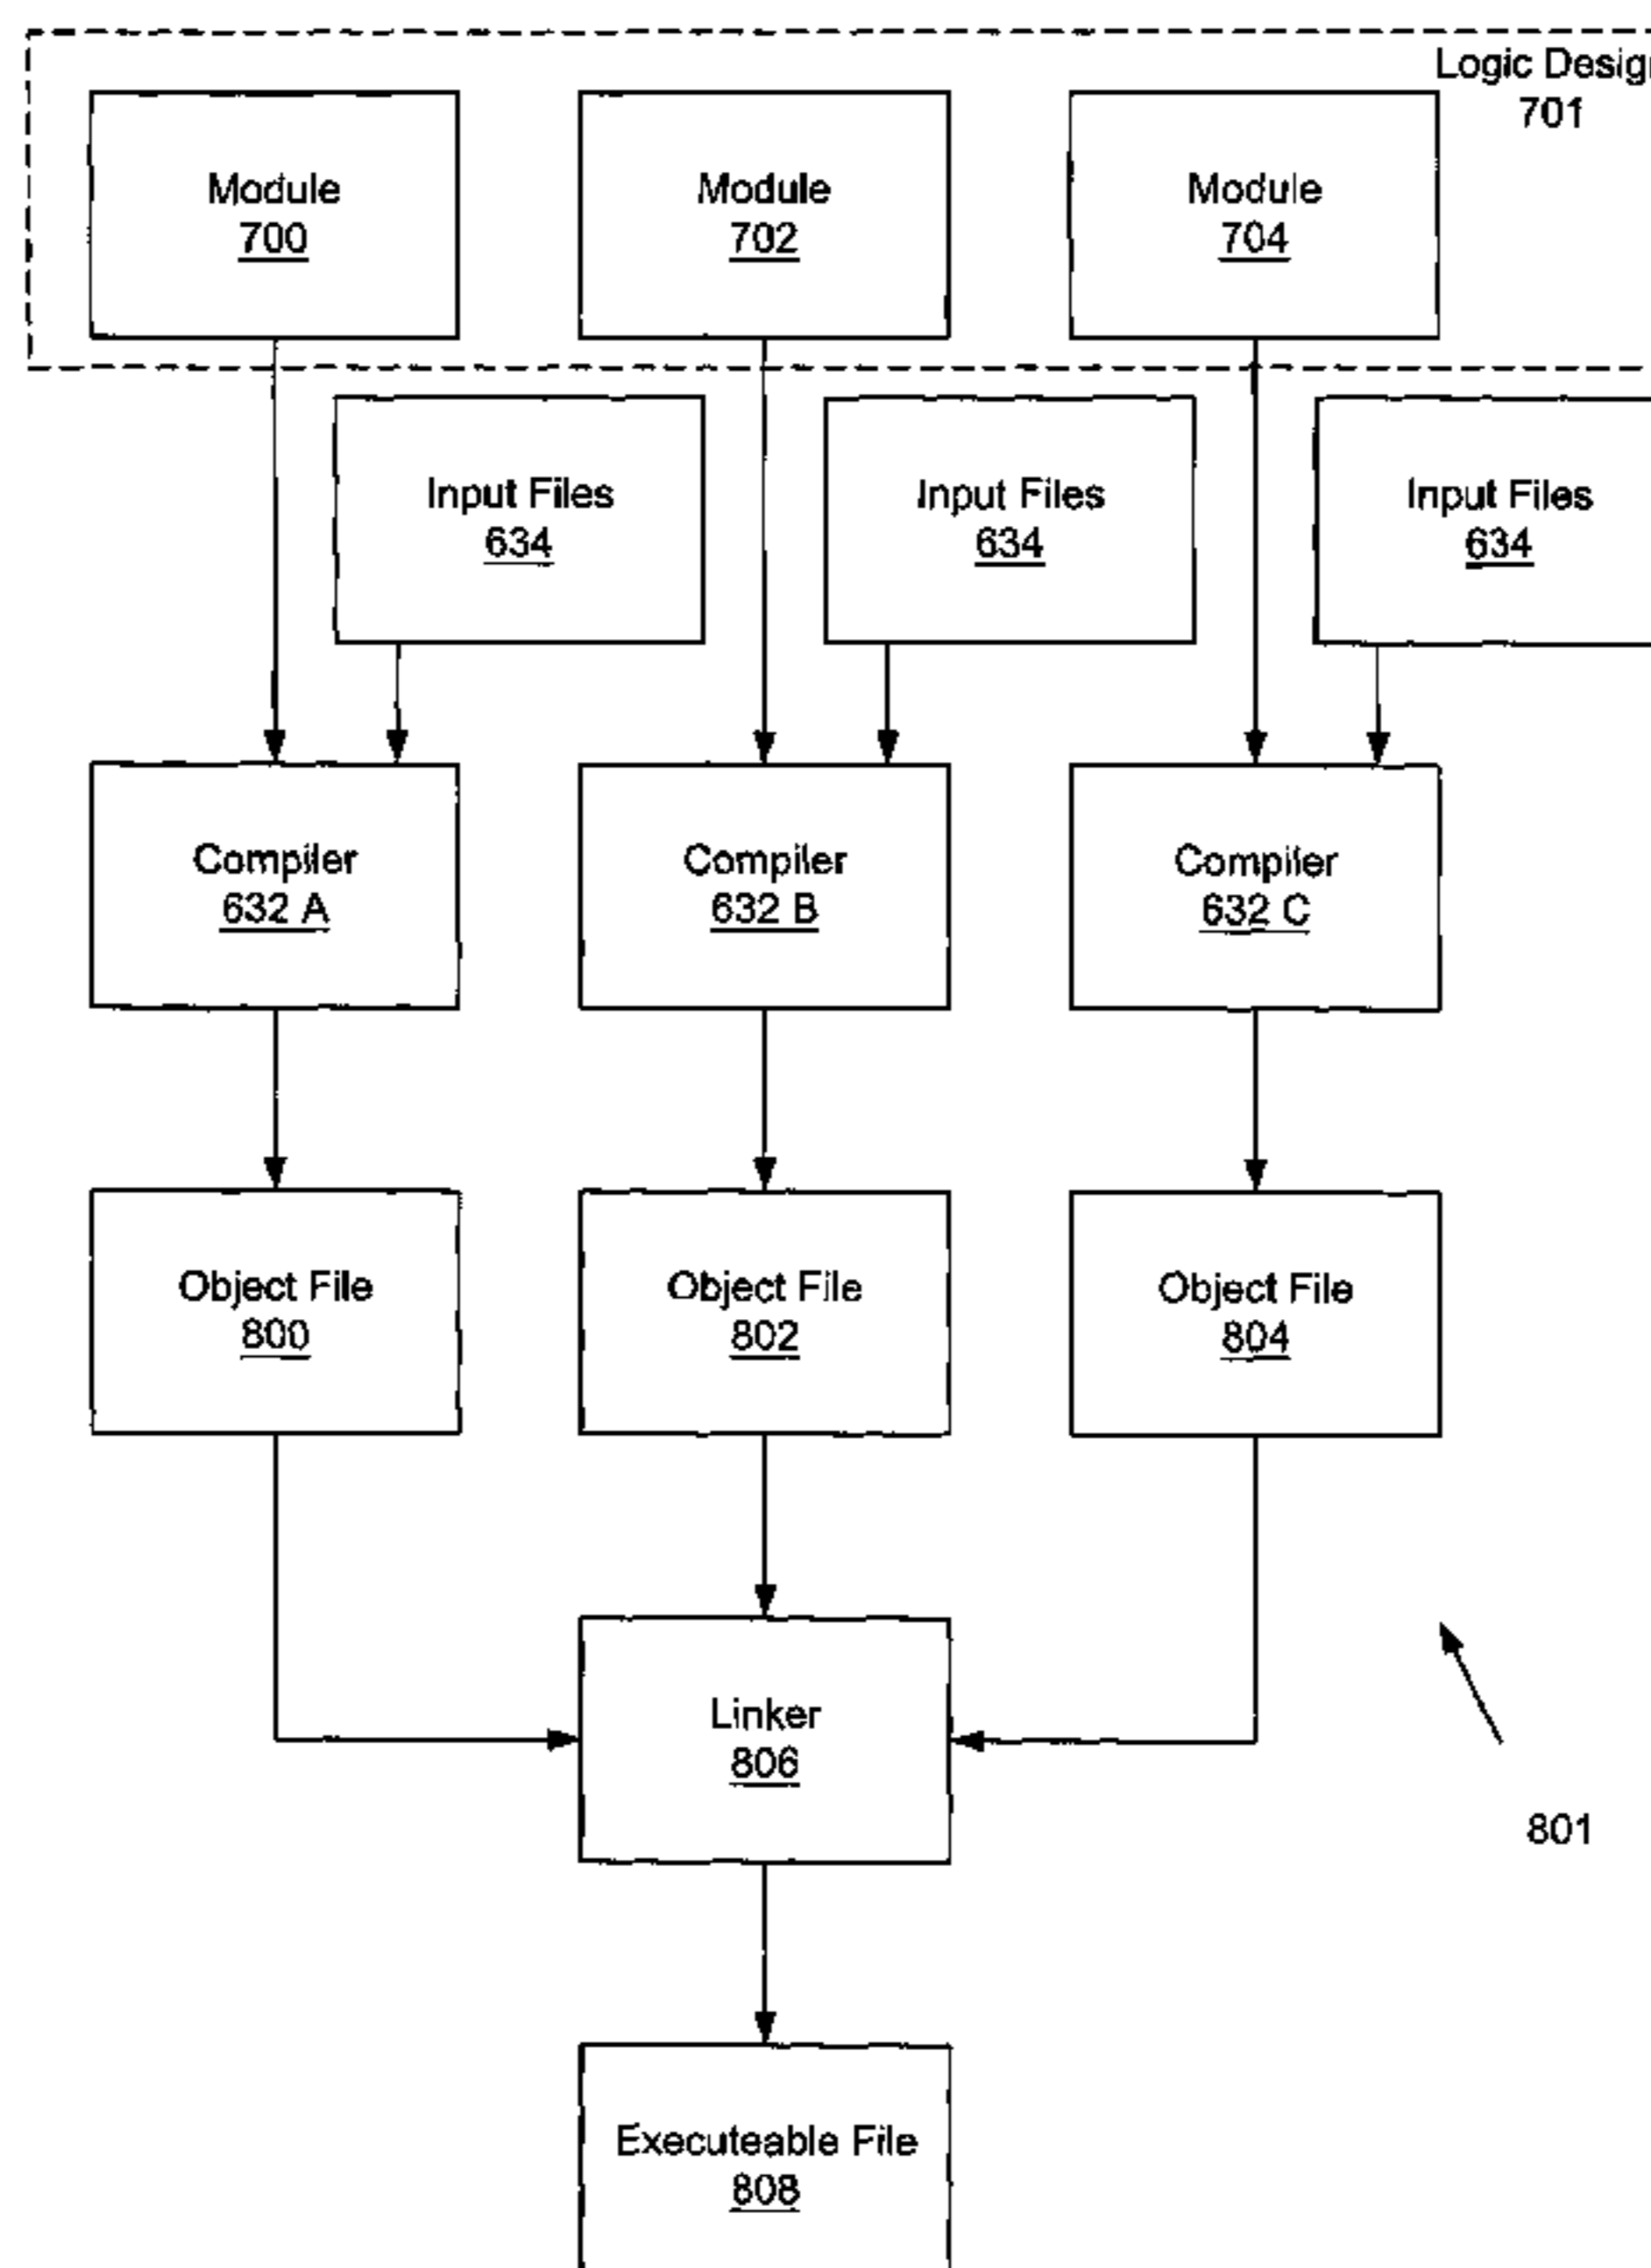 Logic Design
701
Module
700
Module
702
Module
704
Input Files
634
Input Files
634
Input Files
634
Compiler
632 A
Compiler
632 B
Compiler
632 C
Object File
800
Object File
802
Object File
804
Linker
806
801
Executeable File
808